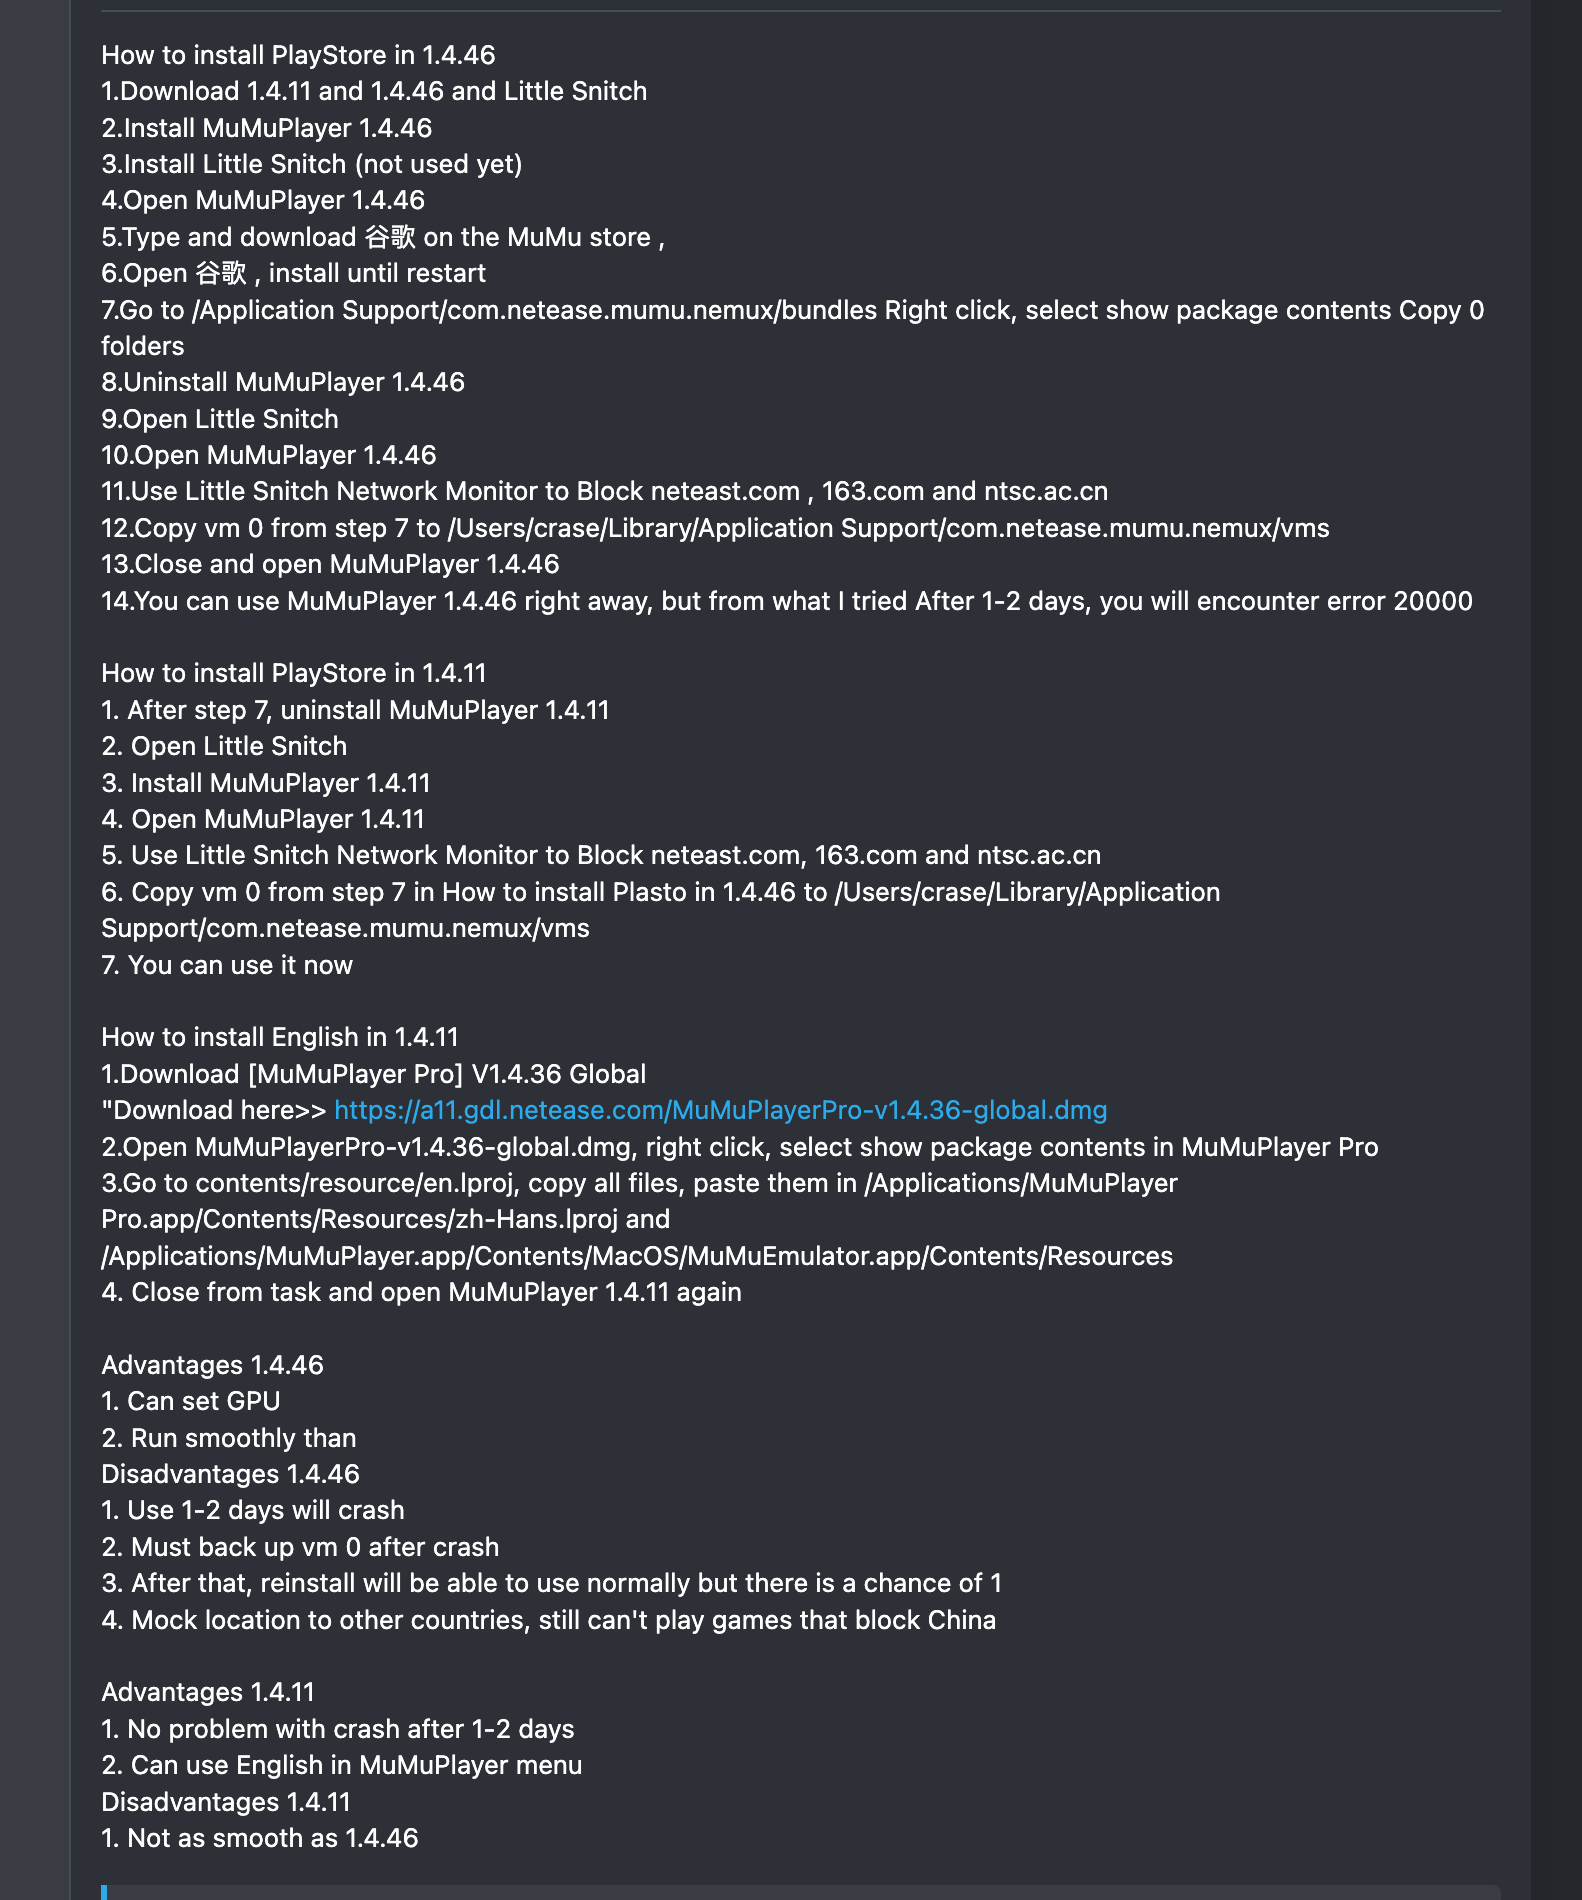 How to install PlayStore in 1.4.46
1.Download 1.4.11 and 1.4.46 and Little Snitch
2.Install MuMuPlayer 1.4.46
3.Install Little Snitch (not used yet)
4.Open MuMuPlayer 1.4.46
5.Type and download 谷歌 on the MuMu store ,
6.Open 谷歌 , install until restart
7.Go to /Application Support/com.netease.mumu.nemux/bundles Right click, select show package contents Copy 0
folders
8.Uninstall MuMuPlayer 1.4.46
9.Open Little Snitch
10.Open MuMuPlayer 1.4.46
11.Use Little Snitch Network Monitor to Block neteast.com , 163.com and ntsc.ac.cn
12.Copy vm 0 from step 7 to /Users/crase/Library/Application Support/com.netease.mumu.nemux/vms
13.Close and open MuMuPlayer 1.4.46
14.You can use MuMuPlayer 1.4.46 right away, but from what I tried After 1-2 days, you will encounter error 20000
How to install PlayStore in 1.4.11
1. After step 7, uninstall MuMuPlayer 1.4.11
2. Open Little Snitch
3. Install MuMuPlayer 1.4.11
4. Open MuMuPlayer 1.4.11
5. Use Little Snitch Network Monitor to Block neteast.com, 163.com and ntsc.ac.cn
6. Copy vm 0 from step 7 in How to install Plasto in 1.4.46 to /Users/crase/Library/Application
Support/com.netease.mumu.nemux/vms
7. You can use it now
How to install English in 1.4.11
1.Download [MuMuPlayer Pro] V1.4.36 Global
"Download here>> https://a11.gdl.netease.com/MuMuPlayerPro-v1.4.36-global.dmg
2.Open MuMuPlayerPro-v1.4.36-global.dmg, right click, select show package contents in MuMuPlayer Pro
3.Go to contents/resource/en.lproj, copy all files, paste them in /Applications/MuMuPlayer
Pro.app/Contents/Resources/zh-Hans.lproj and
/Applications/MuMuPlayer.app/Contents/MacOS/MuMuEmulator.app/Contents/Resources
4. Close from task and open MuMuPlayer 1.4.11 again
Advantages 1.4.46
1. Can set GPU
2. Run smoothly than
Disadvantages 1.4.46
1. Use 1-2 days will crash
2. Must back up vm 0 after crash
3. After that, reinstall will be able to use normally but there is a chance of 1
4. Mock location to other countries, still can't play games that block China
Advantages 1.4.11
1. No problem with crash after 1-2 days
2. Can use English in MuMuPlayer menu
Disadvantages 1.4.11
1. Not as smooth as 1.4.46